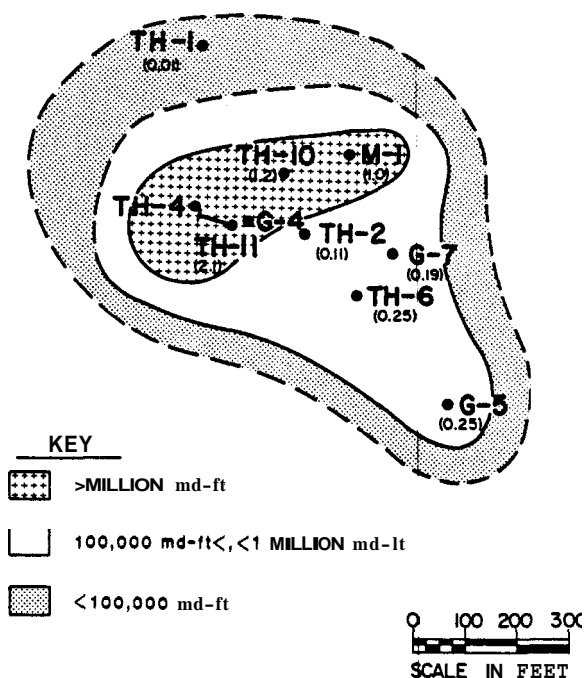 TH-1
(0.01)
TH-10
(1.2)
M-1
(1.0)
TH-4
G-4
TH-11
(2.1)
TH-2
(0.11)
G-7
(0.19)
TH-6
(0.25)
G-5
(0.25)
KEY
>MILLION md-ft
100,000 md-ft<,<1 MILLION md-lt
<100,000 md-ft
0 100 200 300
SCALE IN FEET